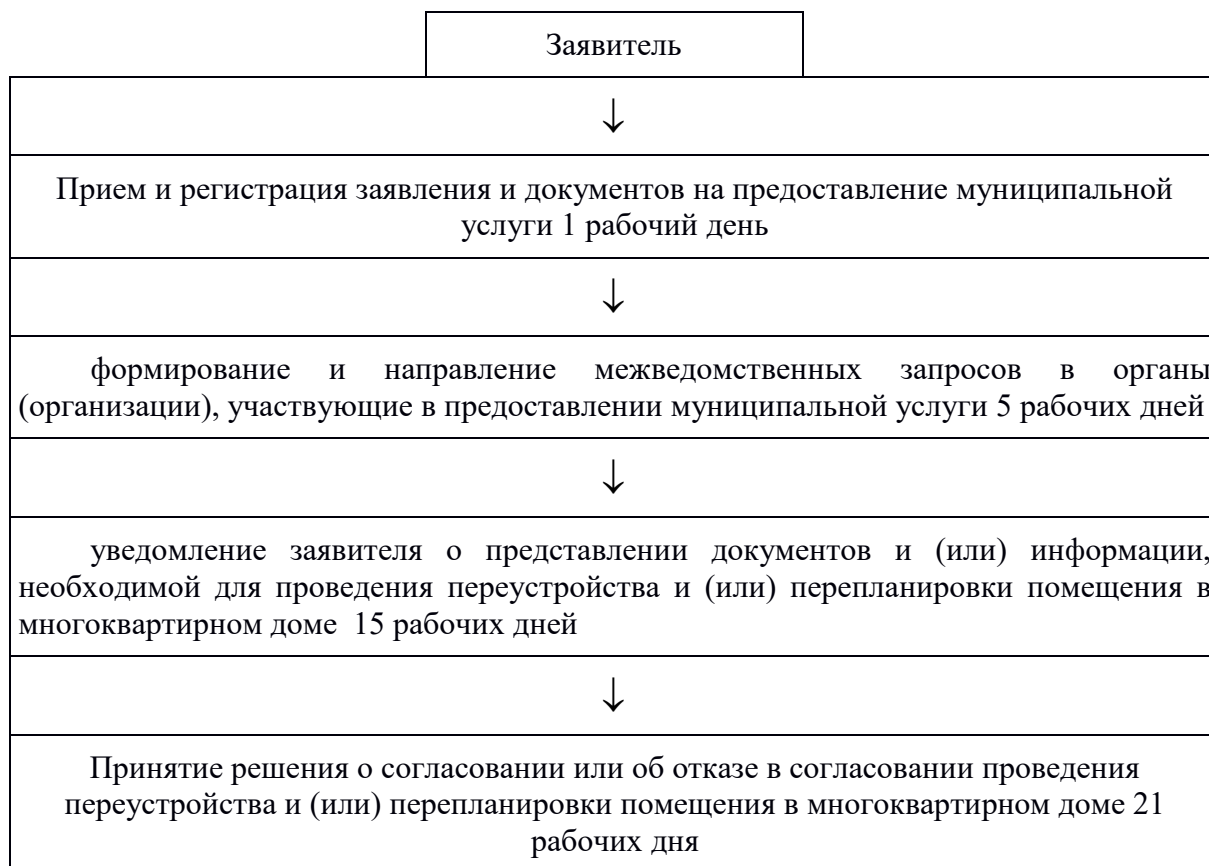 Заявитель
↓
Прием и регистрация заявления и документов на предоставление муниципальной
услуги 1 рабочий день
↓
формирование и направление межведомственных запросов в органы
(организации), участвующие в предоставлении муниципальной услуги 5 рабочих дней
↓
уведомление заявителя о представлении документов и (или) информации,
необходимой для проведения переустройства и (или) перепланировки помещения в
многоквартирном доме 15 рабочих дней
↓
Принятие решения о согласовании или об отказе в согласовании проведения
переустройства и (или) перепланировки помещения в многоквартирном доме 21
рабочих дня